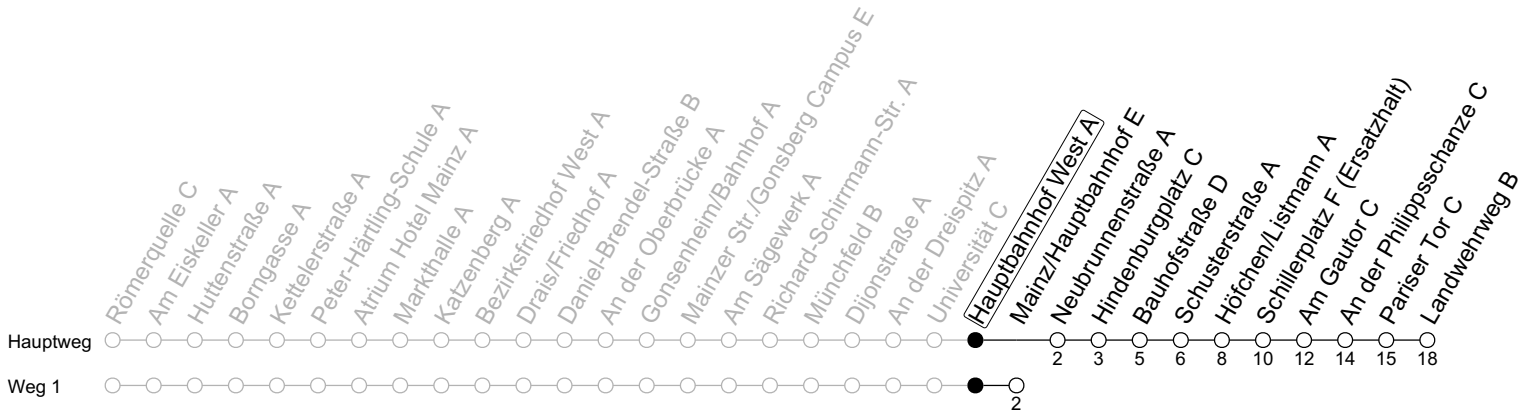 Römerquelle C
Am Eiskeller A
Huttenstraße A
Borngasse A
Kettelerstraße A
Peter-Härtling-Schule A
Atrium Hotel Mainz A
Markthalle A
Katzenberg A
Bezirksfriedhof West A
Drais/Friedhof A
Daniel-Brendel-Straße B
An der Oberbrücke A
Gonsenheim/Bahnhof A
Mainzer Str./Gonsberg Campus E
Am Sägewerk A
Richard-Schirrmann-Str. A
Münchfeld B
Dijonstraße A
An der Dreispitz A
Universität C
Hauptbahnhof West A
Mainz/Hauptbahnhof E
Neubrunnenstraße A
Hindenburgplatz C
Bauhofstraße D
Schusterstraße A
Höfchen/Listmann A
Schillerplatz F (Ersatzhalt)
Am Gautor C
An der Philippsschanze C
Pariser Tor C
Landwehrweg B
Hauptweg
2 3 5 6 8 10 12 14 15 18
Weg 1
2